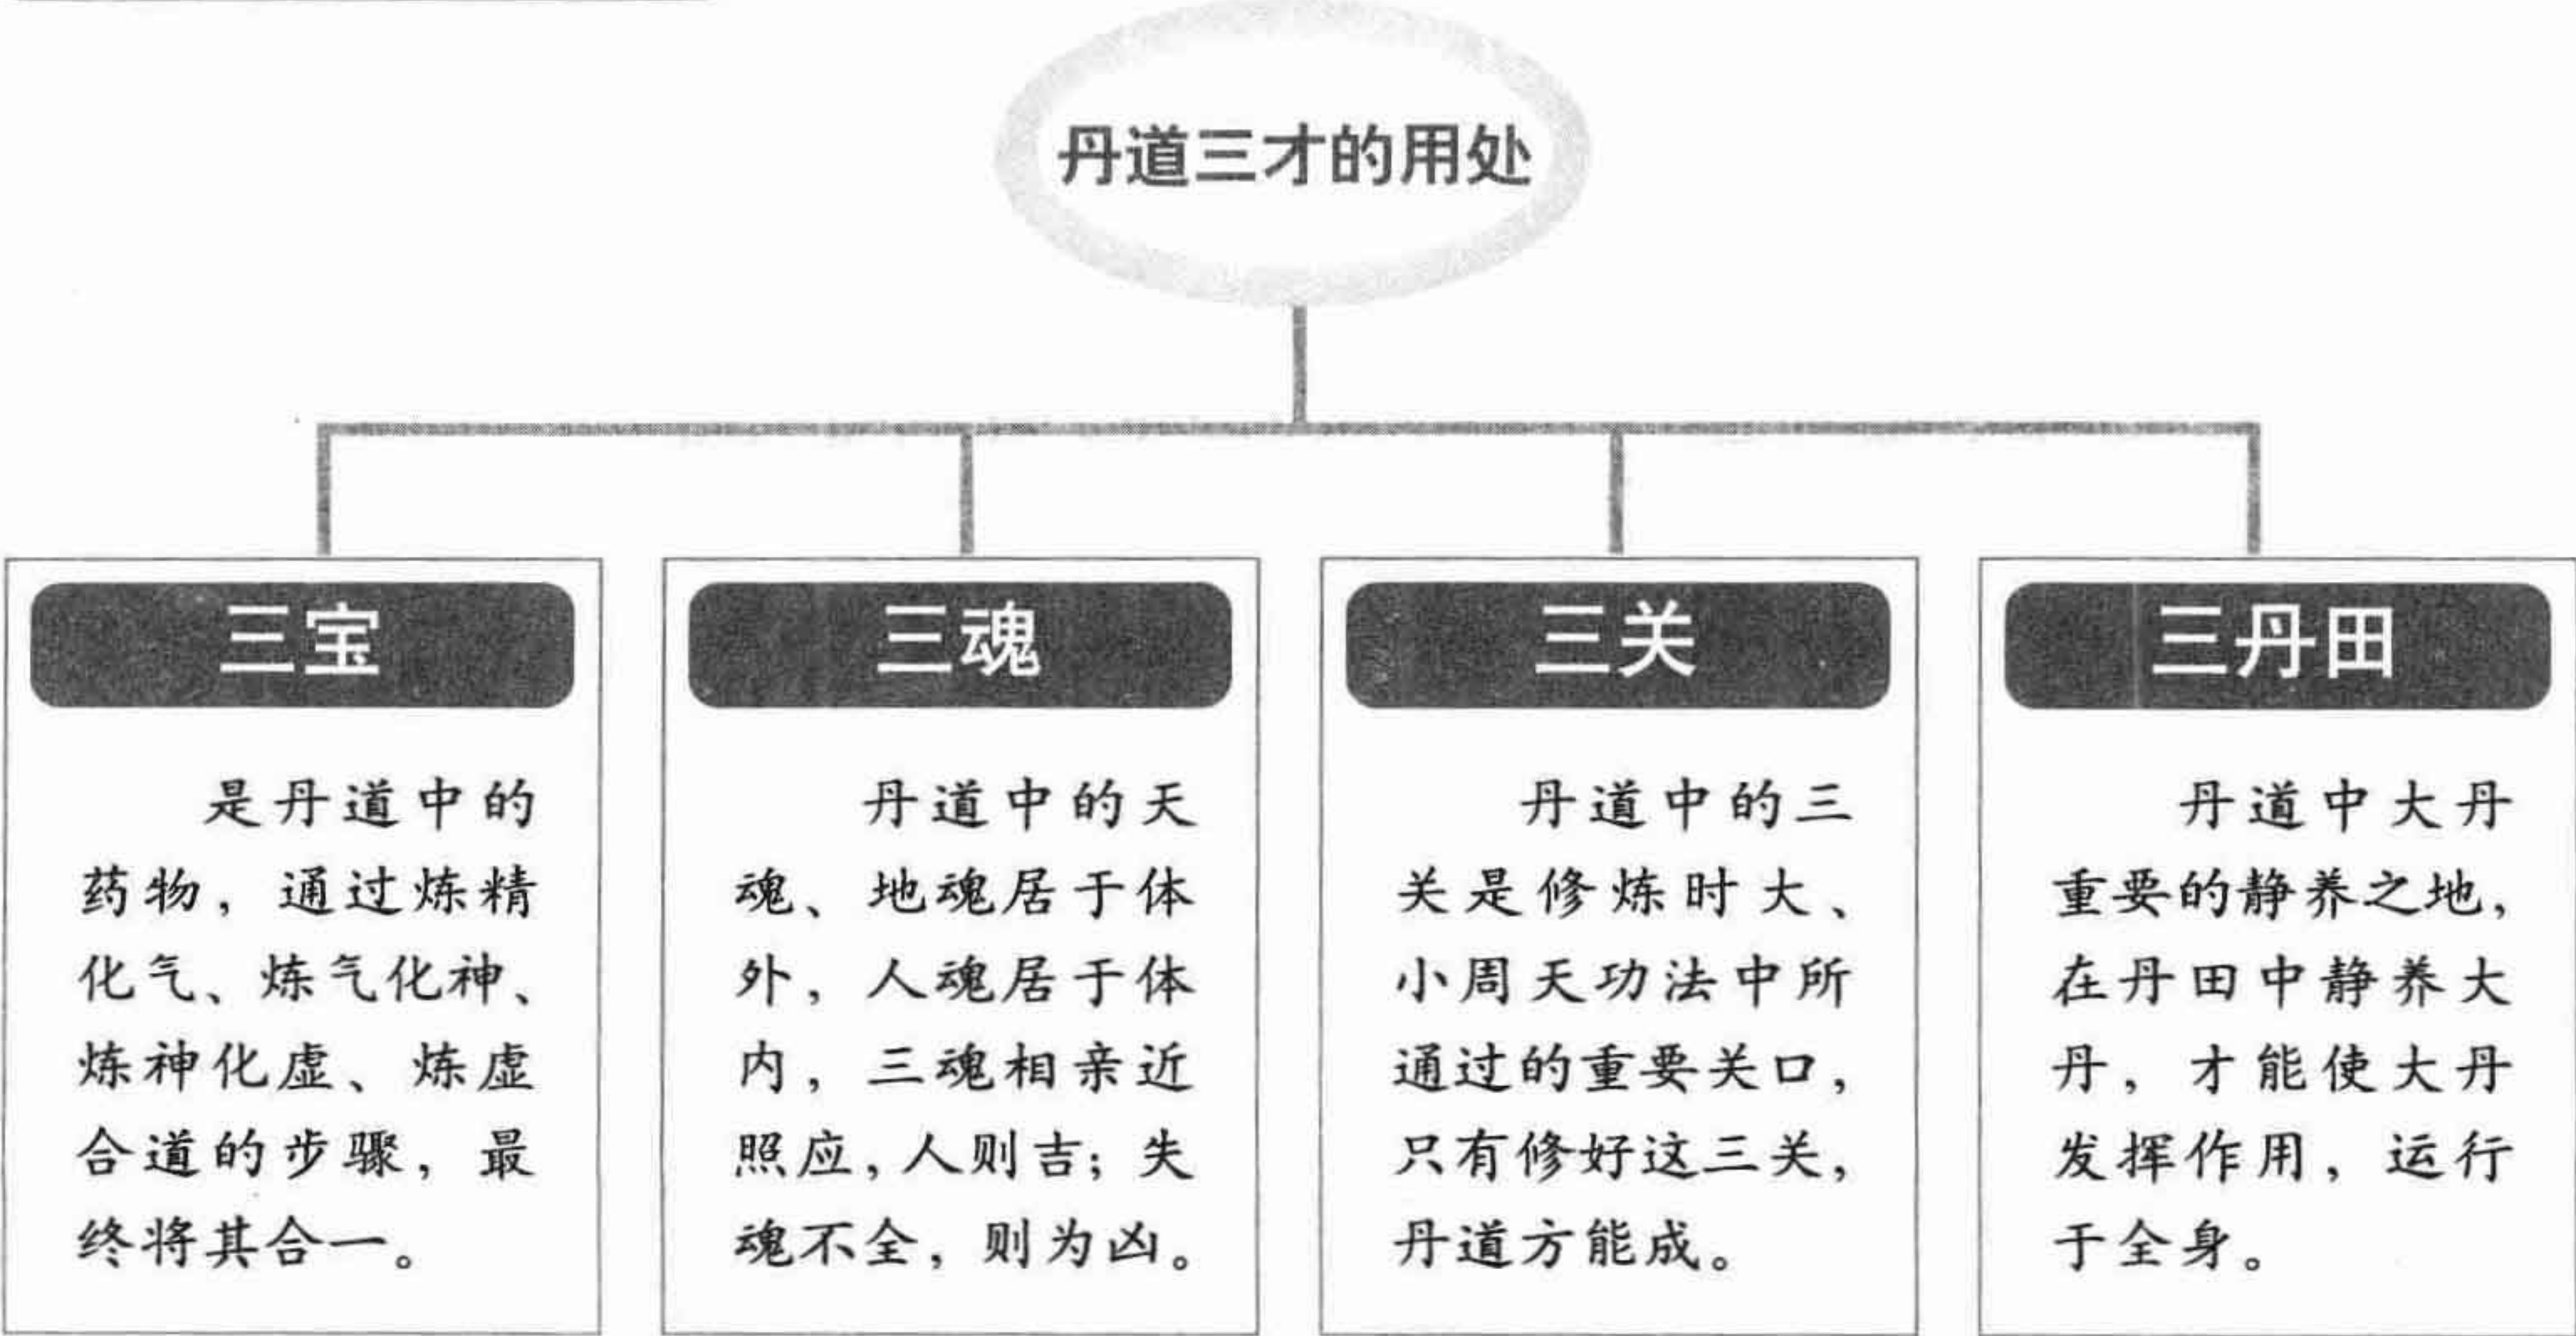 丹道三才的用处
三宝
是丹道中的
药物，通过炼精
化气、炼气化神、
炼神化虚、炼虚
合道的步骤，最
终将其合一。
三魂
丹道中的天
魂、地魂居于体
外，人魂居于体
内，三魂相亲近
照应，人则吉；失
魂不全，则为凶。
三关
丹道中的三
关是修炼时大、
小周天功法中所
通过的重要关口，
只有修好这三关，
丹道方能成。
三丹田
丹道中大丹
重要的静养之地，
在丹田中静养大
丹，才能使大丹
发挥作用，运行
于全身。